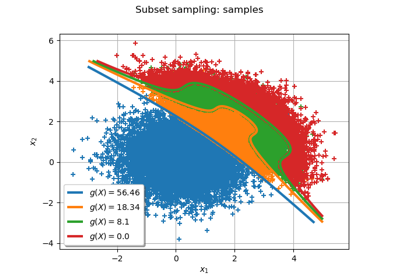 Subset sampling: samples
6
4
2
0
−2
−4
x₂
g(X) = 56.46
g(X) = 18.34
g(X) = 8.1
g(X) = 0.0
−2 0 2 4
x₁